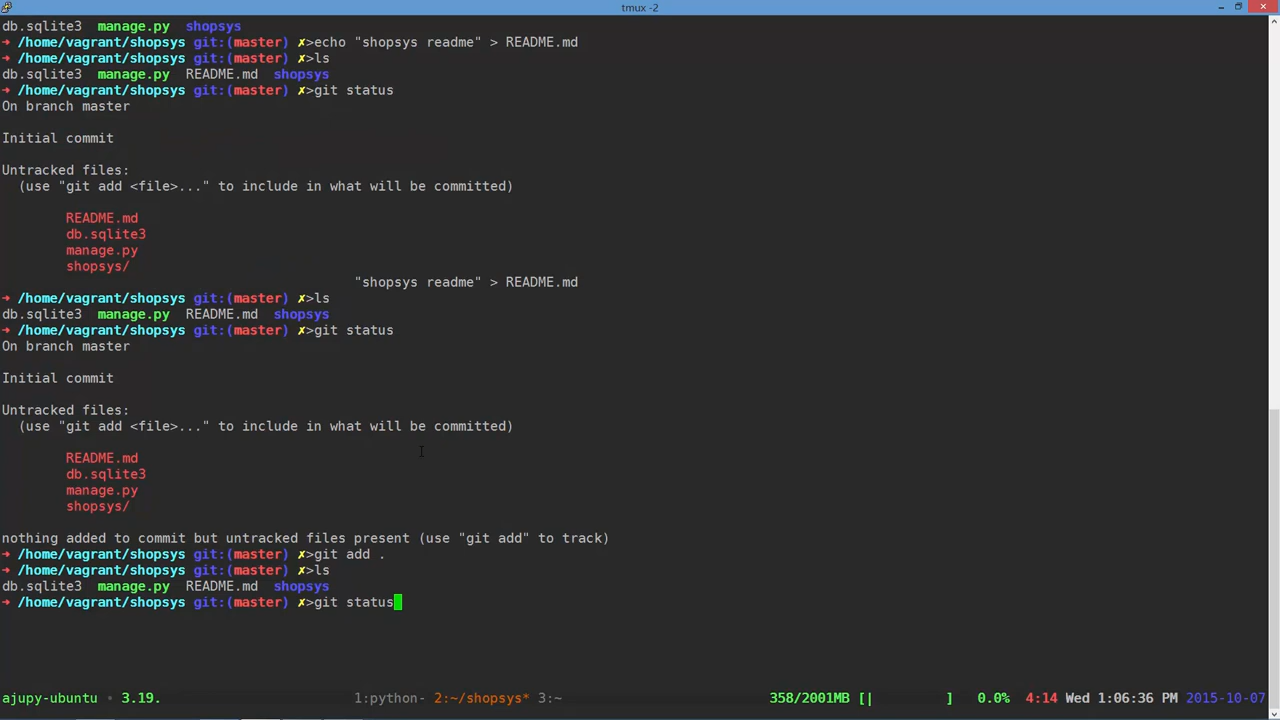 tmux -2
db.sqlite3  manage.py  shopsys
➜ /home/vagrant/shopsys git:(master) ✗>echo "shopsys readme" > README.md
➜ /home/vagrant/shopsys git:(master) ✗>ls
db.sqlite3  manage.py  README.md  shopsys
➜ /home/vagrant/shopsys git:(master) ✗>git status
On branch master
Initial commit
Untracked files:
  (use "git add <file>..." to include in what will be committed)
        README.md
        db.sqlite3
        manage.py
        shopsys/
"shopsys readme" > README.md
➜ /home/vagrant/shopsys git:(master) ✗>ls
db.sqlite3  manage.py  README.md  shopsys
➜ /home/vagrant/shopsys git:(master) ✗>git status
On branch master
Initial commit
Untracked files:
  (use "git add <file>..." to include in what will be committed)
        README.md
        db.sqlite3
        manage.py
        shopsys/
nothing added to commit but untracked files present (use "git add" to track)
➜ /home/vagrant/shopsys git:(master) ✗>git add .
➜ /home/vagrant/shopsys git:(master) ✗>ls
db.sqlite3  manage.py  README.md  shopsys
➜ /home/vagrant/shopsys git:(master) ✗>git status
ajupy-ubuntu • 3.19. 1:python- 2:~/shopsys* 3:~ 358/2001MB [|         ] 0.0% 4:14 Wed 1:06:36 PM 2015-10-07